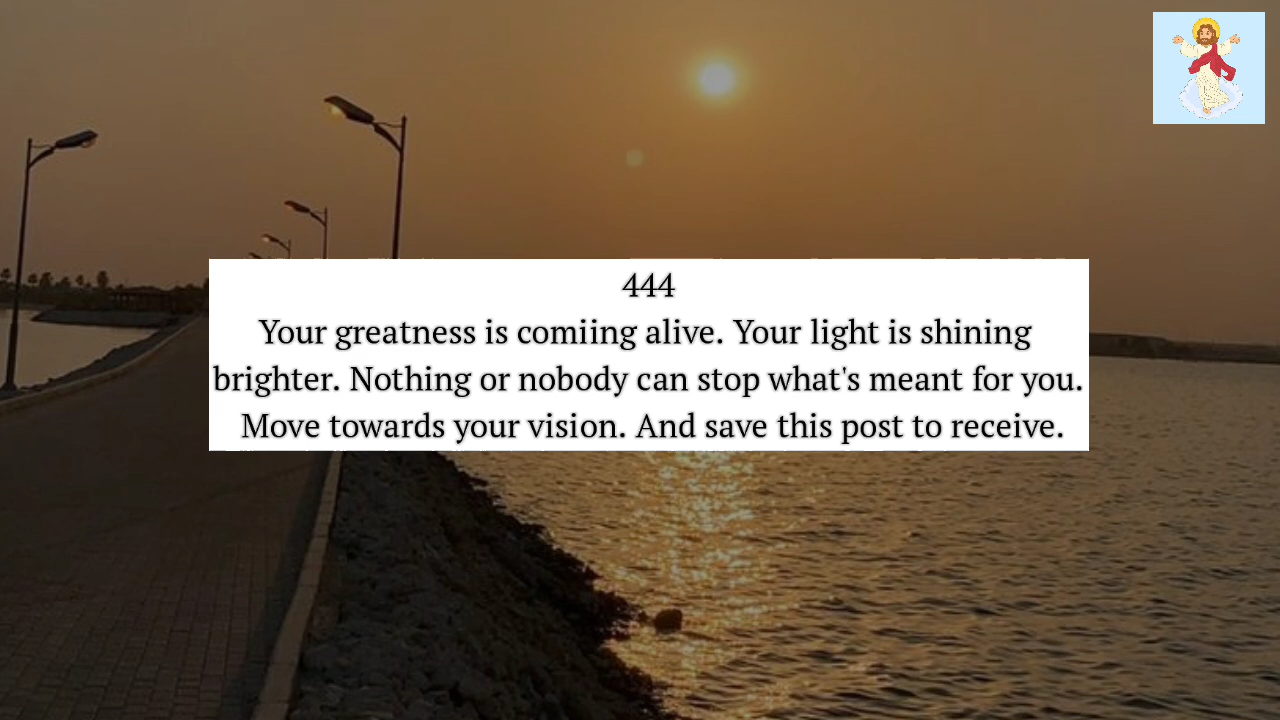 444
Your greatness is comiing alive. Your light is shining
brighter. Nothing or nobody can stop what's meant for you.
Move towards your vision. And save this post to receive.